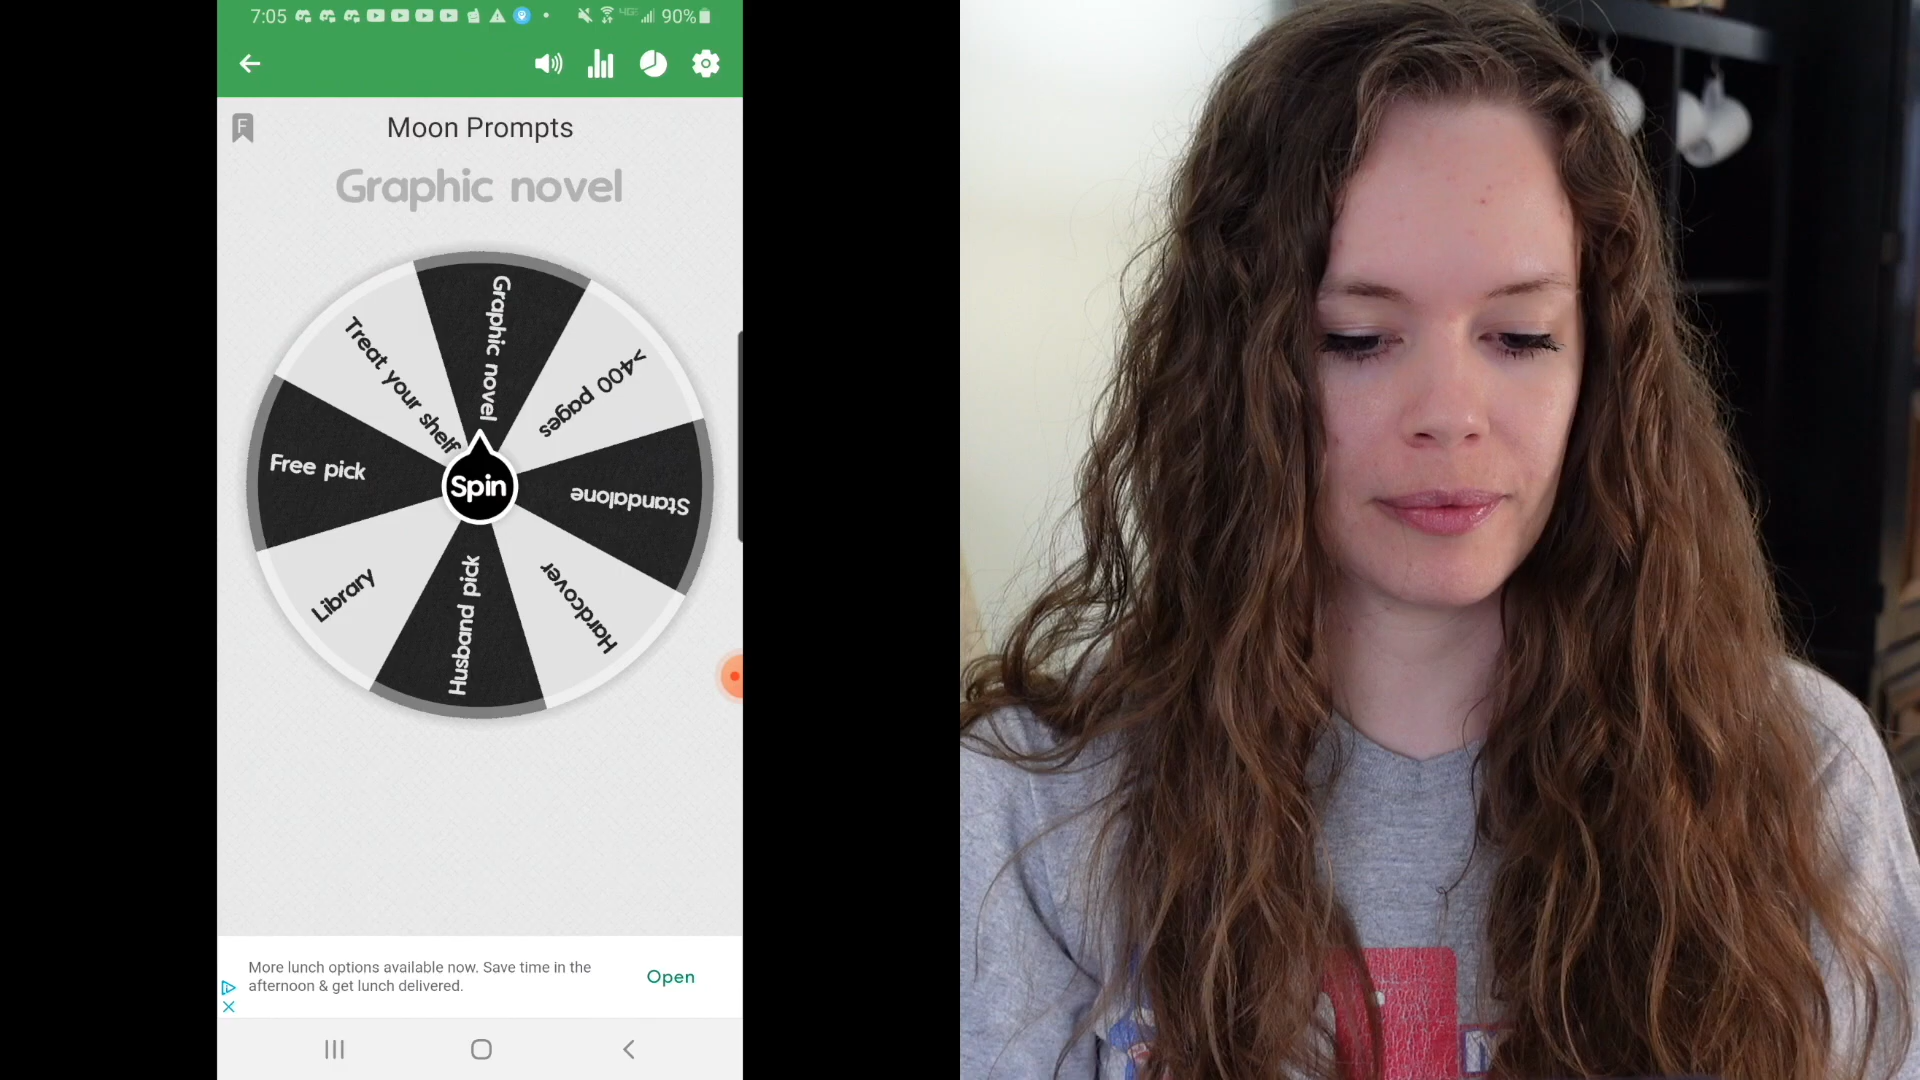 7:05
90%
F
Moon Prompts
Graphic novel
Graphic novel
>400 pages
Standalone
Hardcover
Husband pick
Library
Free pick
Treat your shelf
Spin
More lunch options available now. Save time in the
afternoon & get lunch delivered.
Open